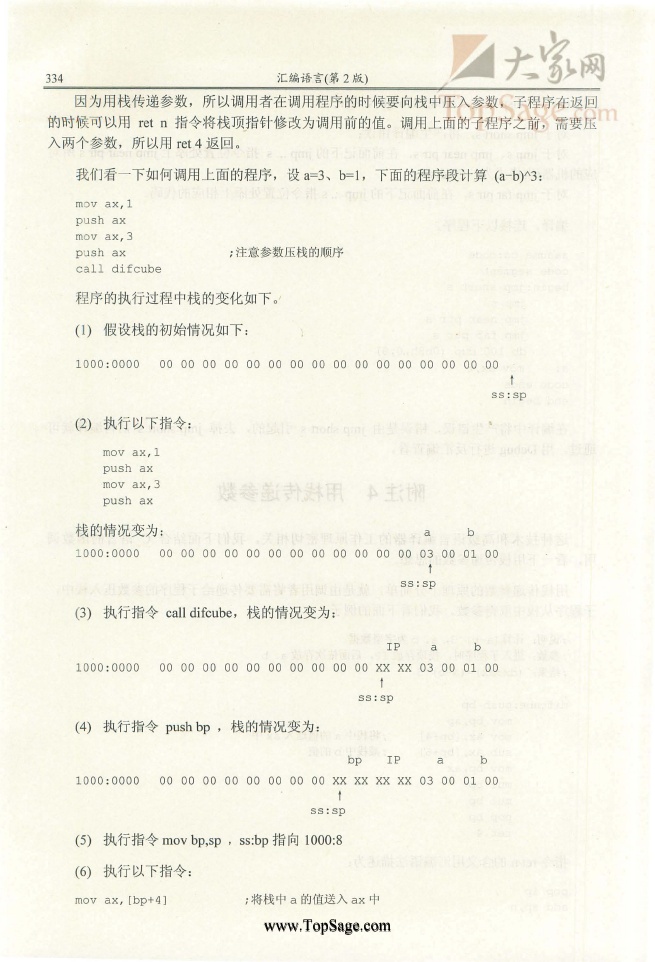 大家网
TopSage.com
334 汇编语言(第 2 版)
因为用栈传递参数，所以调用者在调用程序的时候要向栈中压入参数，子程序在返回
的时候可以用 ret n 指令将栈顶指针修改为调用前的值。调用上面的子程序之前，需要压
入两个参数，所以用 ret 4 返回。
我们看一下如何调用上面的程序，设 a=3、b=1，下面的程序段计算 (a–b)^3：
mov ax,1
push ax
mov ax,3
push ax ;注意参数压栈的顺序
call difcube
程序的执行过程中栈的变化如下。
(1) 假设栈的初始情况如下：
1000:0000 00 00 00 00 00 00 00 00 00 00 00 00 00 00 00 00
↑
ss:sp
(2) 执行以下指令：
mov ax,1
push ax
mov ax,3
push ax
栈的情况变为： a b
1000:0000 00 00 00 00 00 00 00 00 00 00 00 00 03 00 01 00
↑
ss:sp
(3) 执行指令 call difcube，栈的情况变为：
IP a b
1000:0000 00 00 00 00 00 00 00 00 00 00 XX XX 03 00 01 00
↑
ss:sp
(4) 执行指令 push bp ，栈的情况变为：
bp IP a b
1000:0000 00 00 00 00 00 00 00 00 XX XX XX XX 03 00 01 00
↑
ss:sp
(5) 执行指令 mov bp,sp ，ss:bp 指向 1000:8
(6) 执行以下指令：
mov ax,[bp+4] ;将栈中 a 的值送入 ax 中
www.TopSage.com